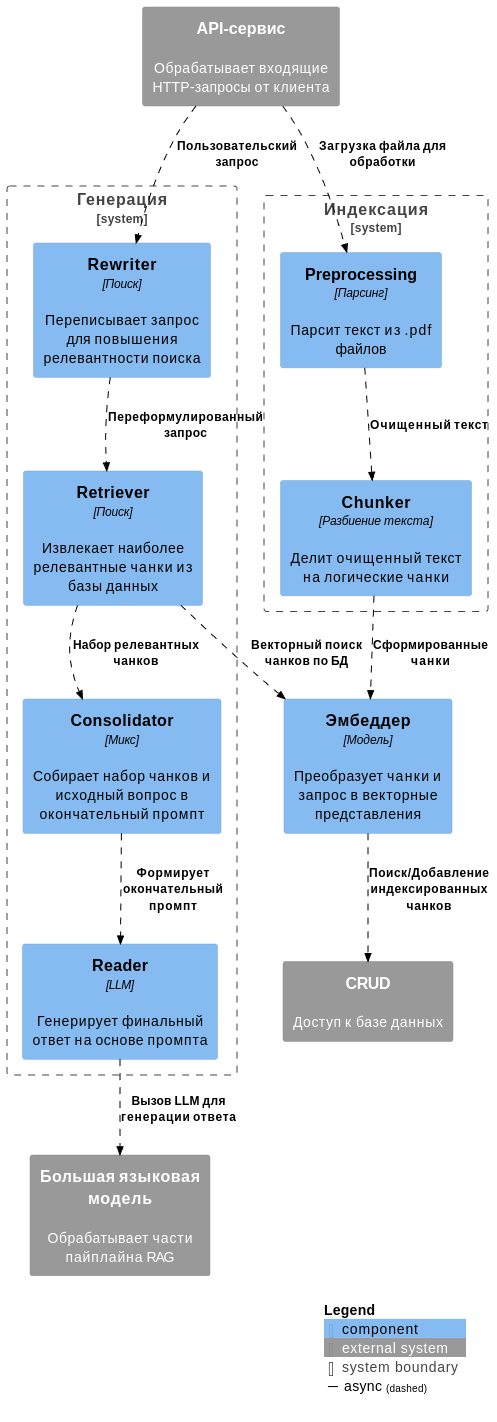 API-сервис
Обрабатывает входящие
HTTP-запросы от клиента
Пользовательский
запрос
Загрузка файла для
обработки
Генерация
[system]
Индексация
[system]
Rewriter
[Поиск]
Переписывает запрос
для повышения
релевантности поиска
Preprocessing
[Парсинг]
Парсит текст из .pdf
файлов
Переформулированный
запрос
Очищенный текст
Retriever
[Поиск]
Извлекает наиболее
релевантные чанки из
базы данных
Chunker
[Разбиение текста]
Делит очищенный текст
на логические чанки
Набор релевантных
чанков
Векторный поиск
чанков по БД
Сформированные
чанки
Consolidator
[Микс]
Собирает набор чанков и
исходный вопрос в
окончательный промпт
Эмбеддер
[Модель]
Преобразует чанки и
запрос в векторные
представления
Формирует
окончательный
промпт
Поиск/Добавление
индексированных
чанков
Reader
[LLM]
Генерирует финальный
ответ на основе промпта
CRUD
Доступ к базе данных
Вызов LLM для
генерации ответа
Большая языковая
модель
Обрабатывает части
пайплайна RAG
Legend
component
external system
system boundary
async (dashed)